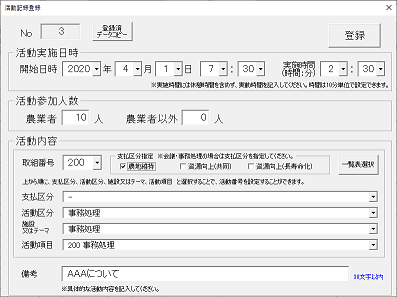 活動記録登録
No 3 登録済データコピー 登録
活動実施日時
開始日時 2020 年 4 月 1 日 7 : 30 実施時間(時間:分) 2 : 30
※実施時間には休憩時間を含めず、実動時間を記入してください。時間は10分単位で設定できます。
活動参加人数
農業者 10 人 農業者以外 0 人
活動内容
取組番号 200 支払区分指定 ※会議・事務処理の場合は支払区分を指定してください。
農地維持 資源向上(共同) 資源向上(長寿命化) 一覧表選択
上から順に、支払区分、活動区分、施設又はテーマ、活動項目 と選択することで、活動番号を設定することができます。
支払区分 -
活動区分 事務処理
施設又はテーマ 事務処理
活動項目 200 事務処理
備考 AAAについて 30文字以内
※具体的な活動内容を記入してください。